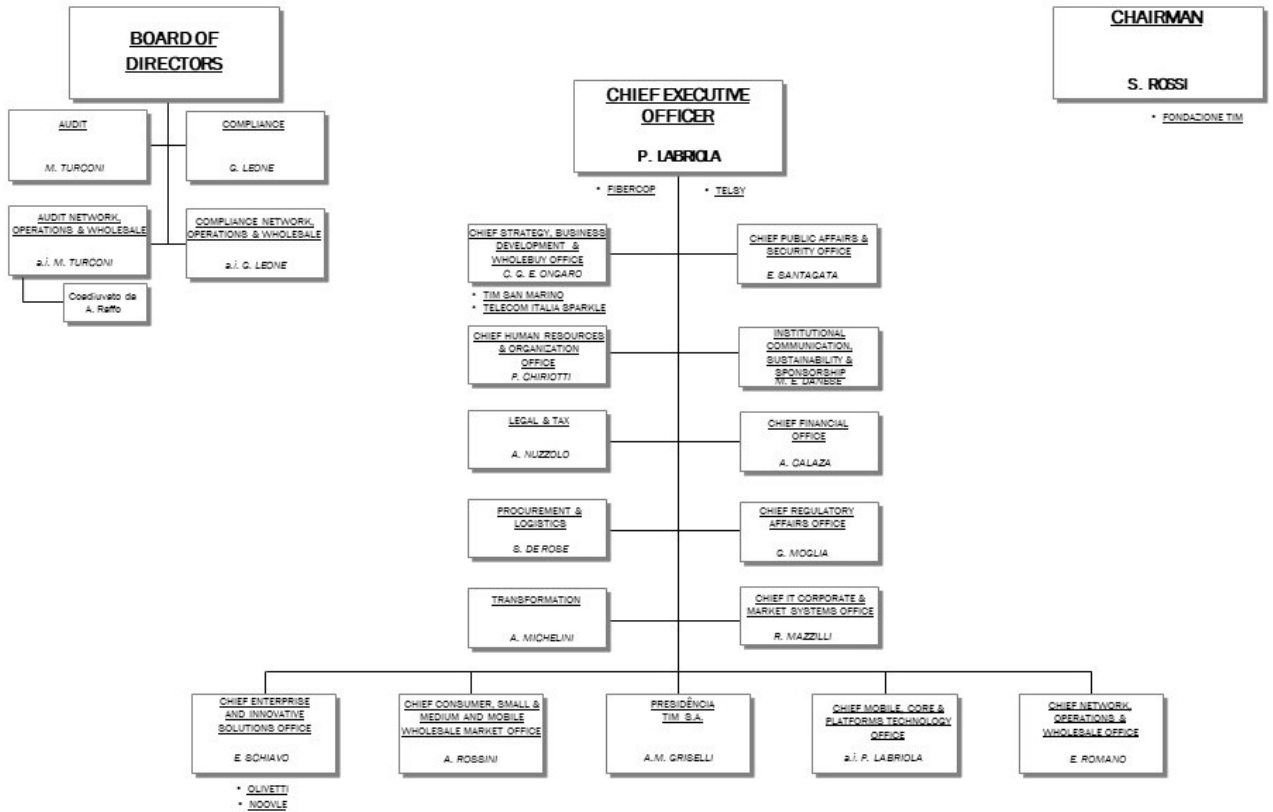 BOARD OF
DIRECTORS
CHAIRMAN
S. ROSSI
• FONDAZIONE TIM
CHIEF EXECUTIVE
OFFICER
P. LABRIOLA
• FIBERCOP
• TELSY
AUDIT
M. TURCONI
COMPLIANCE
G. LEONE
AUDIT NETWORK,
OPERATIONS & WHOLESALE
a.i. M. TURCONI
COMPLIANCE NETWORK,
OPERATIONS & WHOLESALE
a.i. G. LEONE
Coadiuvato da
A. Raffo
CHIEF STRATEGY, BUSINESS
DEVELOPMENT &
WHOLEBUY OFFICE
C. G. E. ONGARO
• TIM SAN MARINO
• TELECOM ITALIA SPARKLE
CHIEF PUBLIC AFFAIRS &
SECURITY OFFICE
E. SANTAGATA
CHIEF HUMAN RESOURCES
& ORGANIZATION
OFFICE
P. CHIRIOTTI
INSTITUTIONAL
COMMUNICATION,
SUSTAINABILITY &
SPONSORSHIP
M. E. DANESE
LEGAL & TAX
A. NUZZOLO
CHIEF FINANCIAL
OFFICE
A. CALAZA
PROCUREMENT &
LOGISTICS
S. DE ROSE
CHIEF REGULATORY
AFFAIRS OFFICE
G. MOGLIA
TRANSFORMATION
A. MICHELINI
CHIEF IT CORPORATE &
MARKET SYSTEMS OFFICE
R. MAZZILLI
CHIEF ENTERPRISE
AND INNOVATIVE
SOLUTIONS OFFICE
E. SCHIAVO
• OLIVETTI
• NOOVLE
CHIEF CONSUMER, SMALL &
MEDIUM AND MOBILE
WHOLESALE MARKET OFFICE
A. ROSSINI
PRESIDÊNCIA
TIM S.A.
A.M. GRISELLI
CHIEF MOBILE, CORE &
PLATFORMS TECHNOLOGY
OFFICE
a.i. P. LABRIOLA
CHIEF NETWORK,
OPERATIONS &
WHOLESALE OFFICE
E. ROMANO